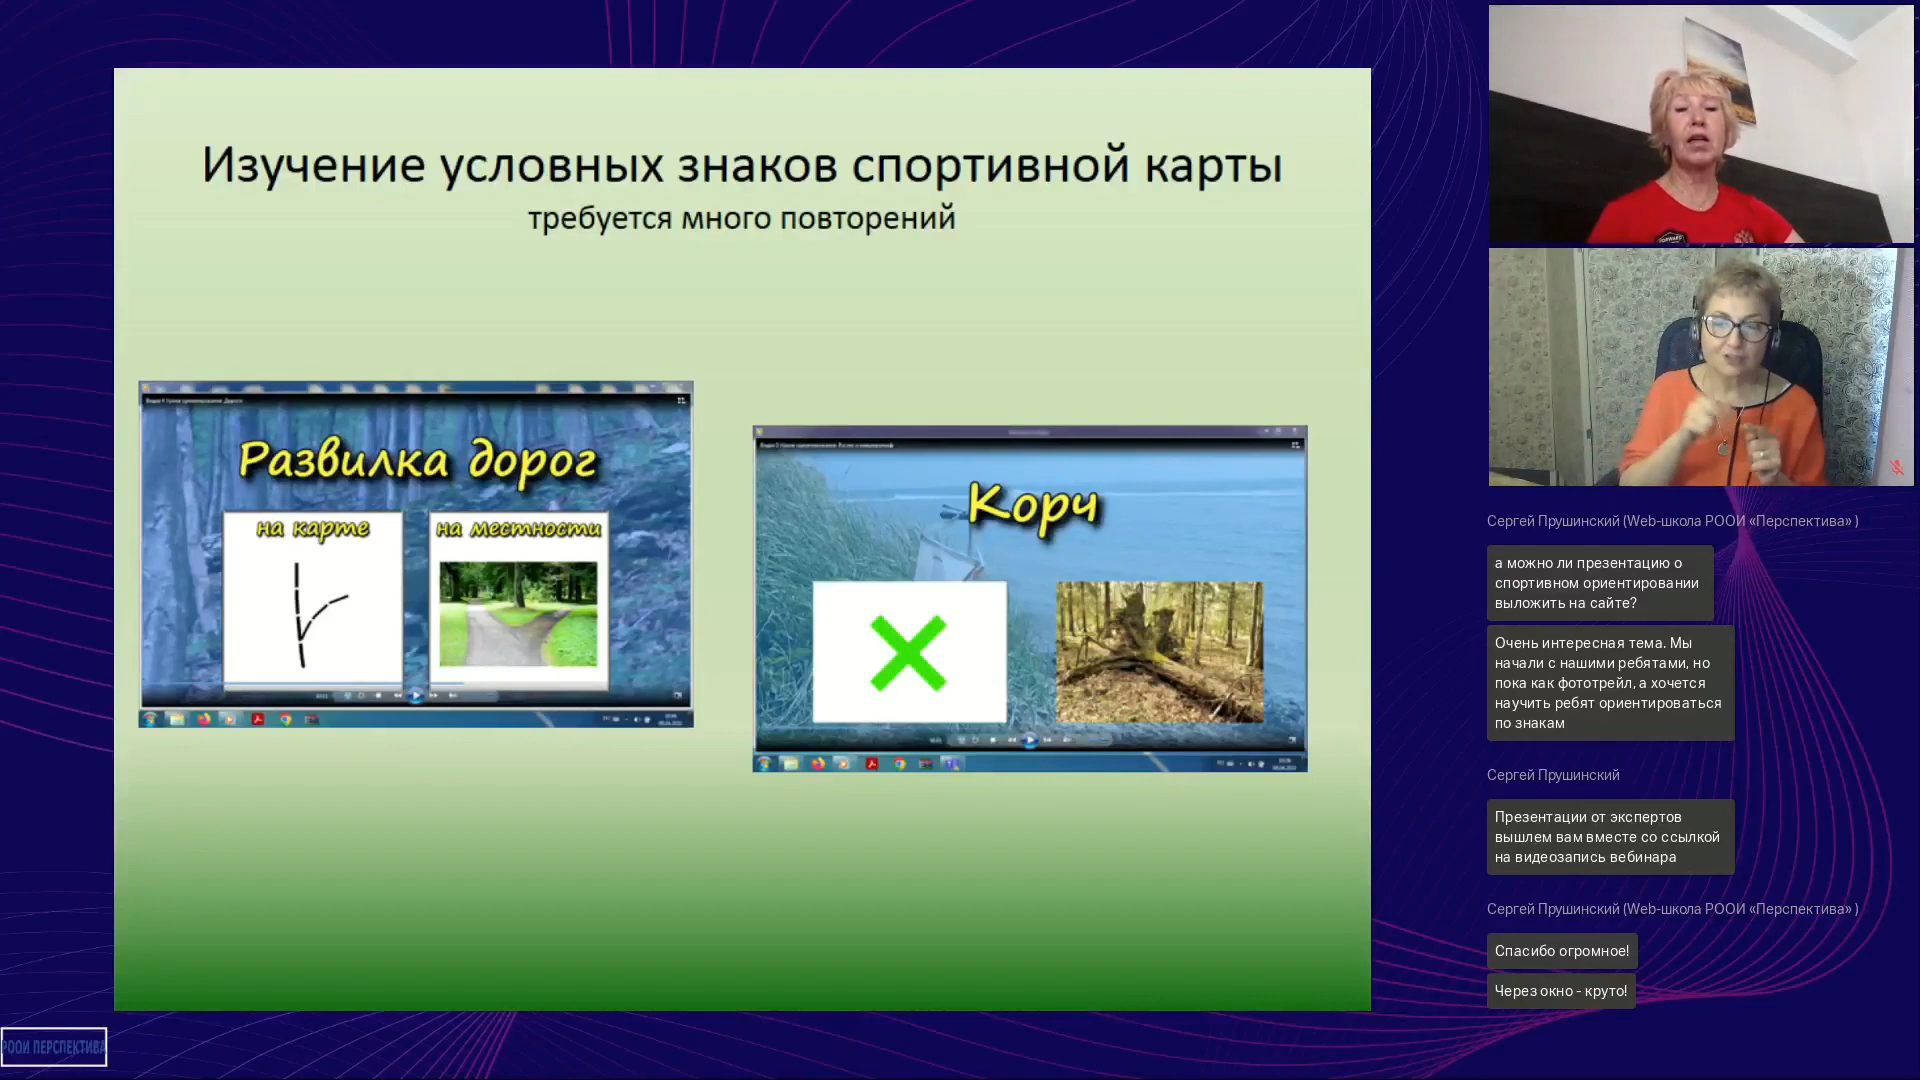 Изучение условных знаков спортивной карты
требуется много повторений
Развилка дорог
на карте
на местности
Корч
Сергей Прушинский (Web-школа РООИ «Перспектива» )
а можно ли презентацию о
спортивном ориентировании
выложить на сайте?
Очень интересная тема. Мы
начали с нашими ребятами, но
пока как фототрейл, а хочется
научить ребят ориентироваться
по знакам
Сергей Прушинский
Презентации от экспертов
вышлем вам вместе со ссылкой
на видеозапись вебинара
Сергей Прушинский (Web-школа РООИ «Перспектива» )
Спасибо огромное!
Через окно - круто!
РООИ ПЕРСПЕКТИВА